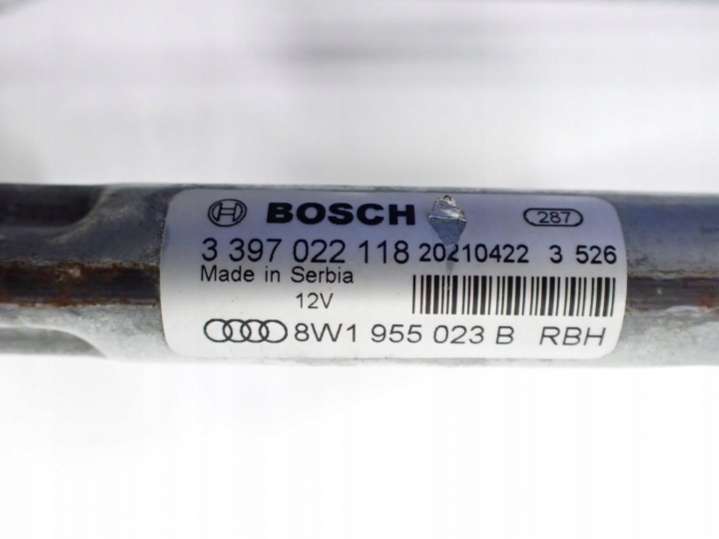 BOSCH 287
3 397 022 118 20210422 3 526
Made in Serbia
12V
8W1 955 023 B RBH